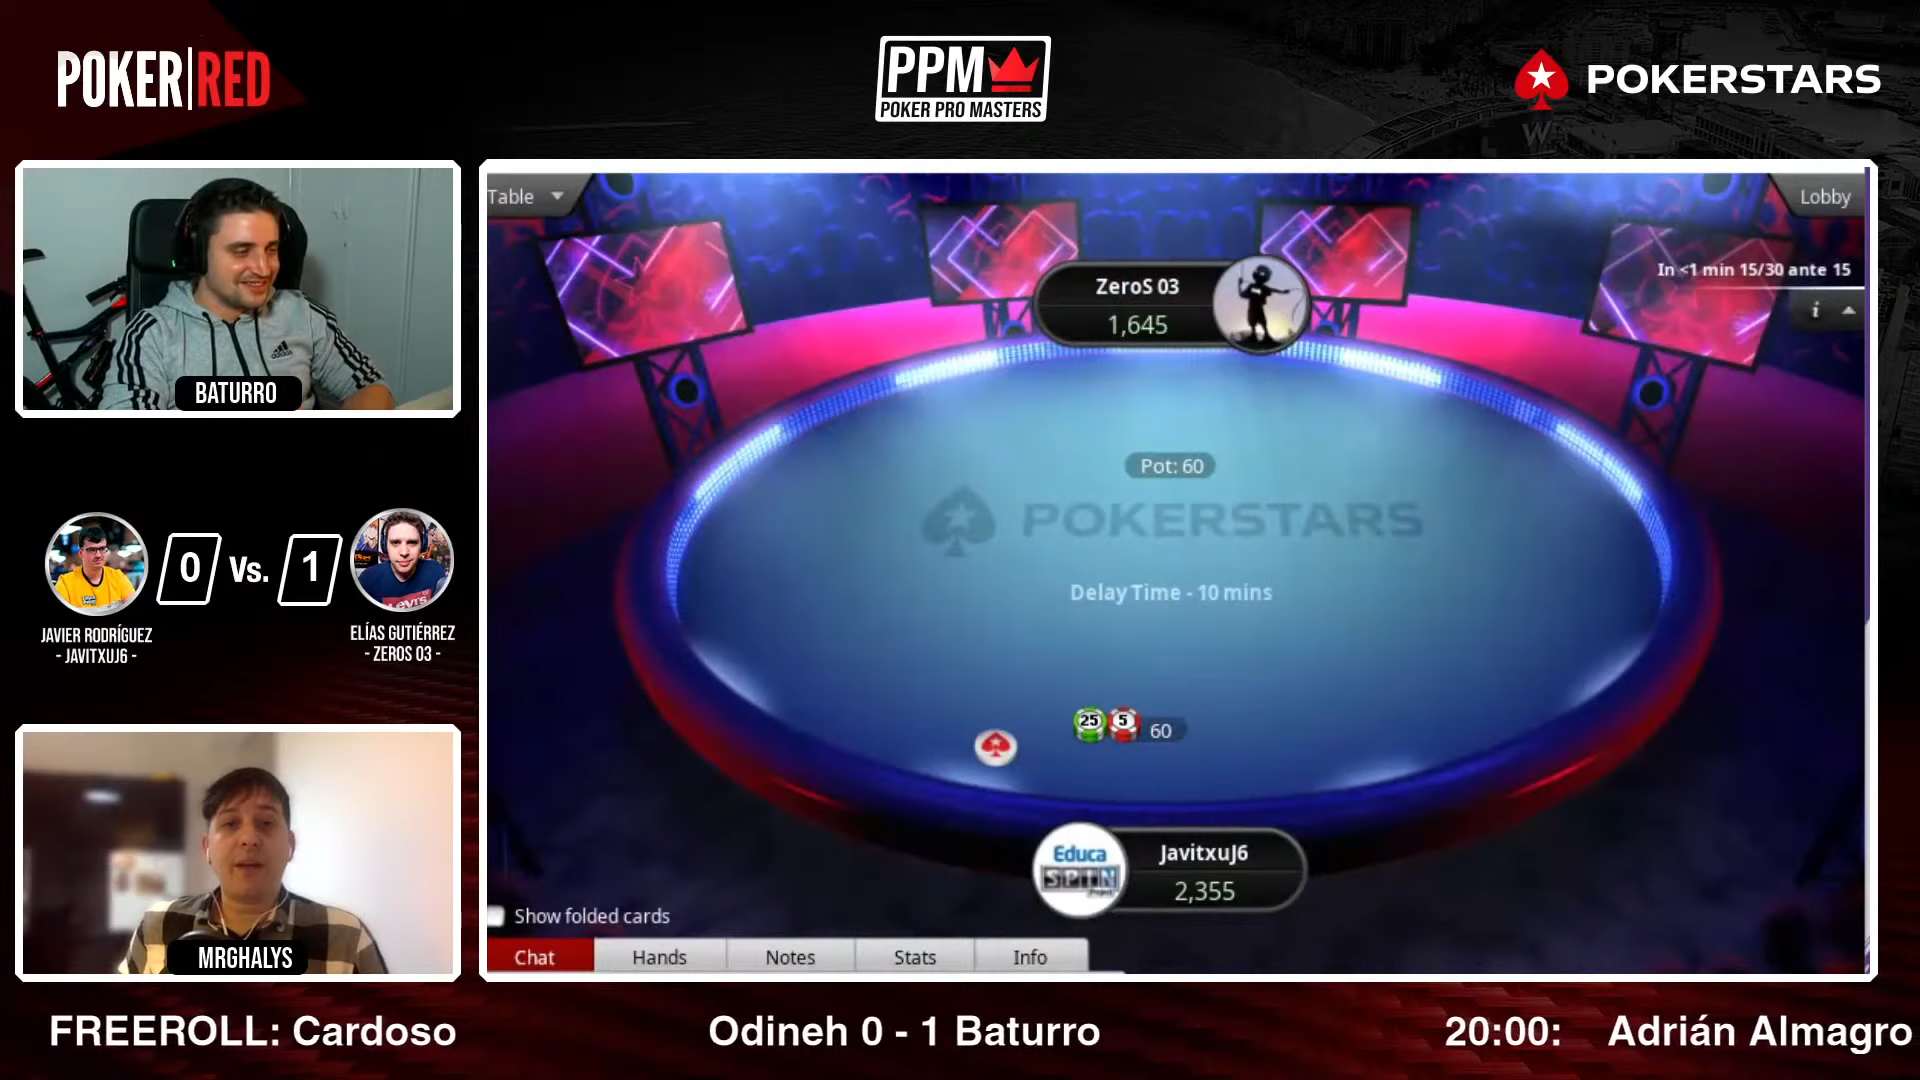 POKER|RED
PPM
POKER PRO MASTERS
POKERSTARS
W
Table
Lobby
In <1 min 15/30 ante 15
i
ZeroS 03
1,645
BATURRO
Pot: 60
POKERSTARS
Delay Time - 10 mins
0 Vs. 1
LEVI'S
JAVIER RODRÍGUEZ
- JAVITXUJ6 -
ELÍAS GUTIÉRREZ
- ZEROS 03 -
25 5 60
Educa
SPIN
JavitxuJ6
2,355
MRGHALYS
Show folded cards
Chat Hands Notes Stats Info
FREEROLL: Cardoso
Odineh 0 - 1 Baturro
20:00: Adrián Almagro